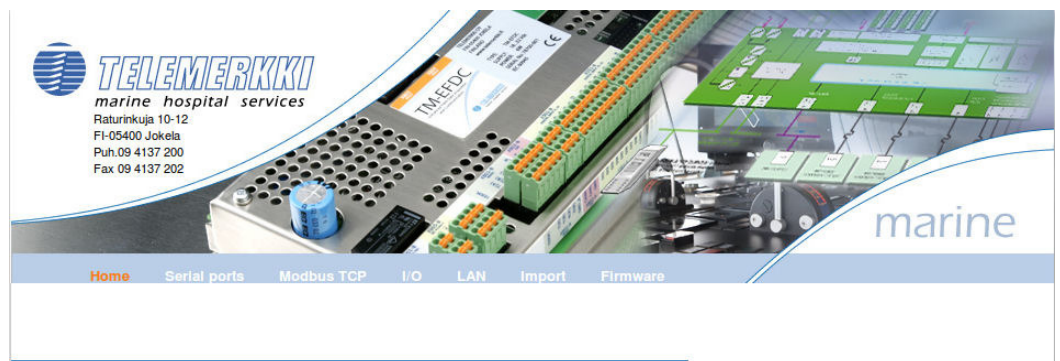 TELEMERKKI
marine hospital services
Raturinkuja 10-12
FI-05400 Jokela
Puh.09 4137 200
Fax 09 4137 202
TM-EFDC
marine
Home Serial ports Modbus TCP I/O LAN Import Firmware